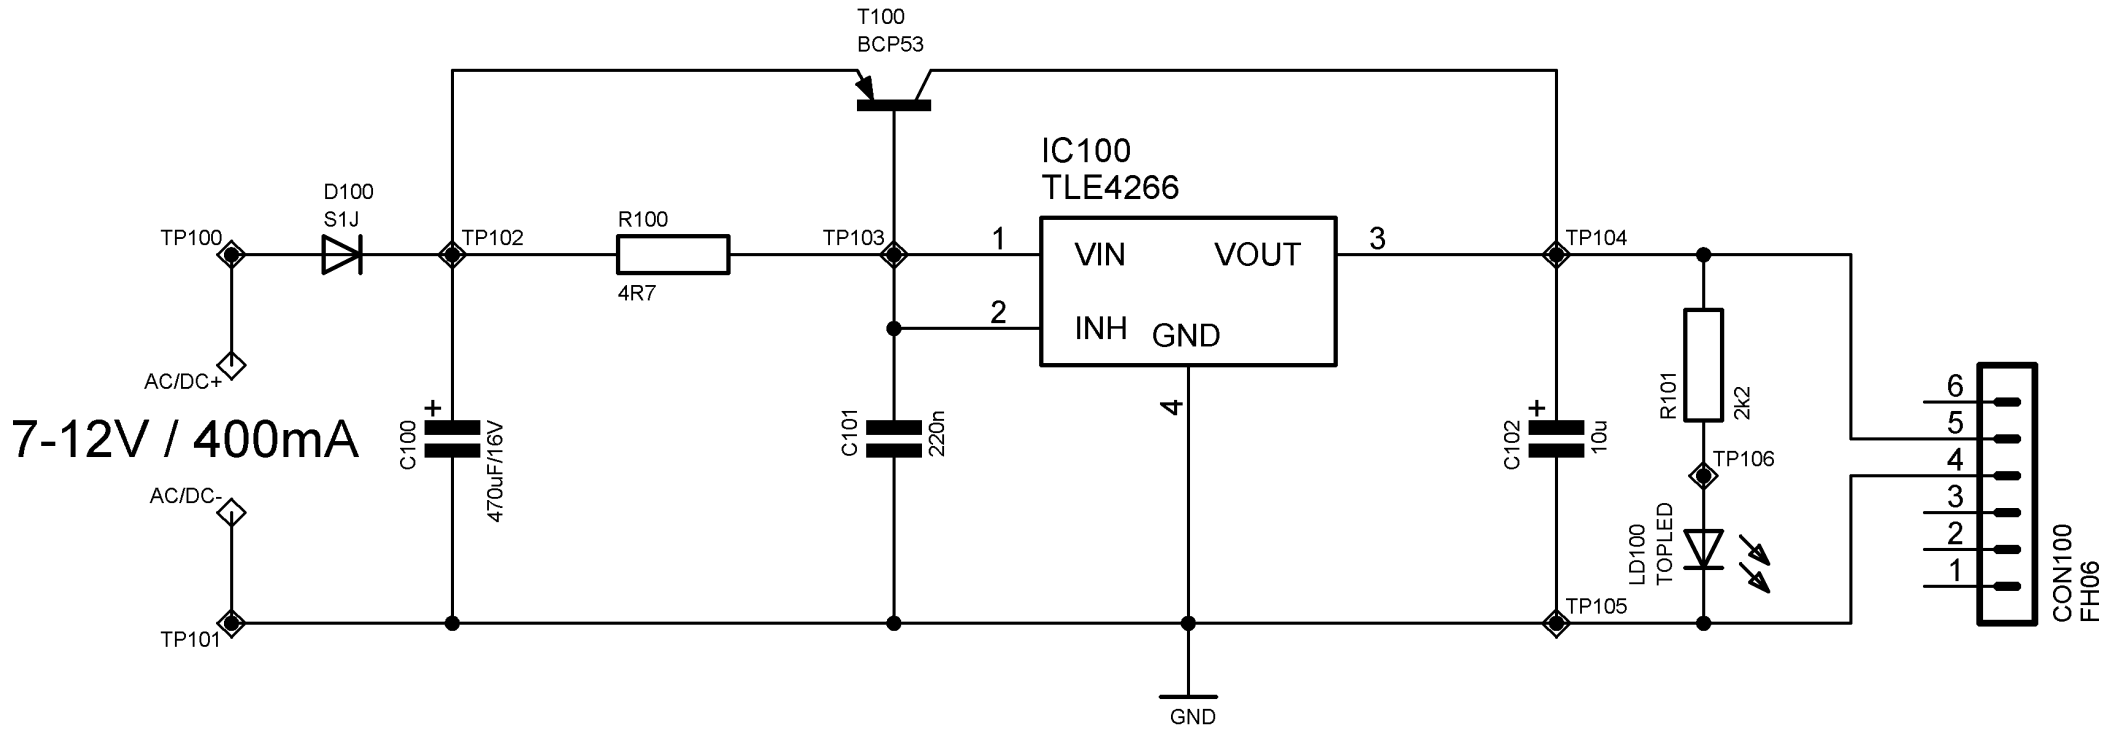 T100
BCP53
IC100
TLE4266
D100
S1J
R100
4R7
TP100
TP102
TP103
1
VIN
VOUT
3
TP104
2
INH
GND
4
AC/DC+
7-12V / 400mA
AC/DC-
TP101
+
C100
470uF/16V
C101
220n
+
C102
10u
R101
2k2
TP106
LD100
TOPLED
TP105
6
5
4
3
2
1
CON100
FH06
GND